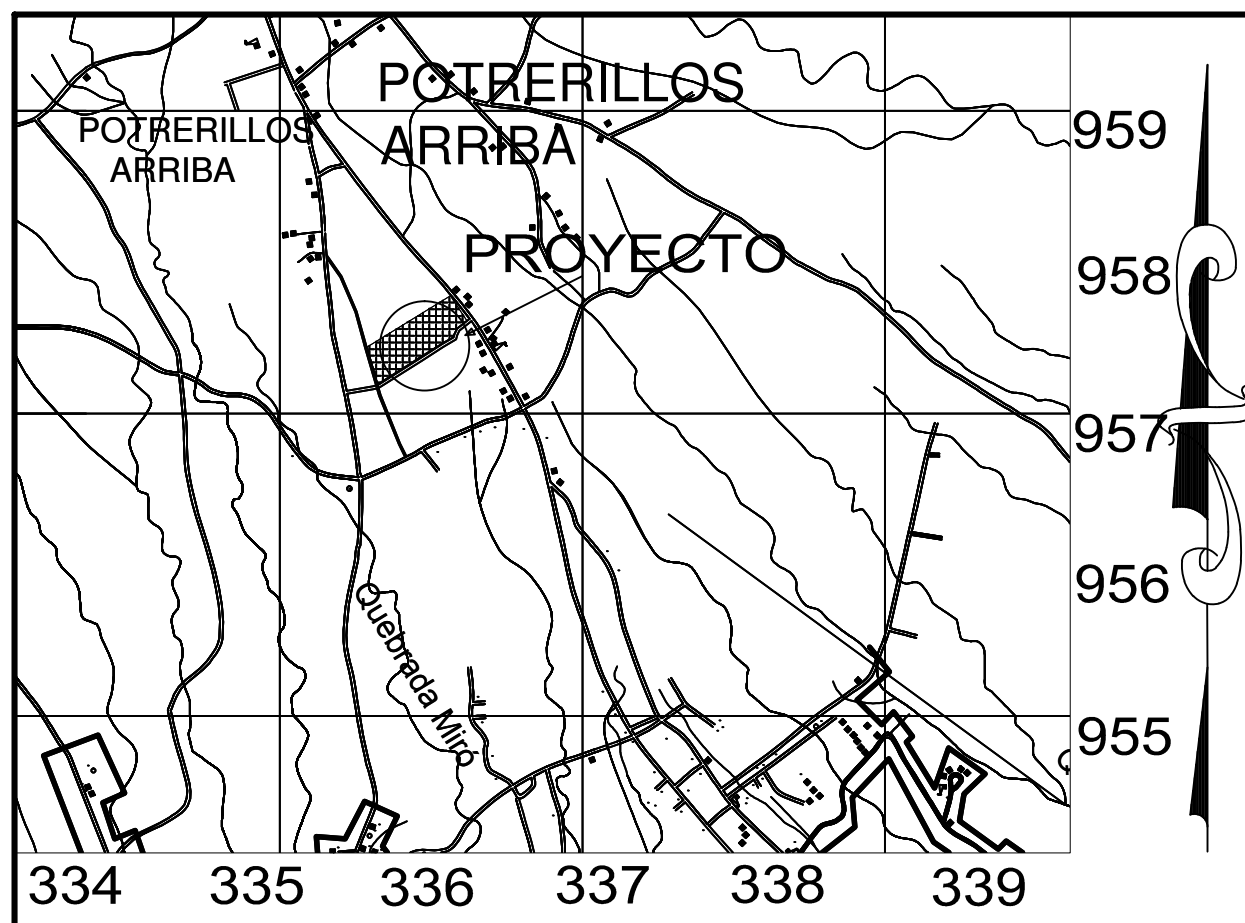 POTRERILLOS
ARRIBA
POTRERILLOS
ARRIBA
PROYECTO
Quebrada Miró
959
958
957
956
955
334 335 336 337 338 339